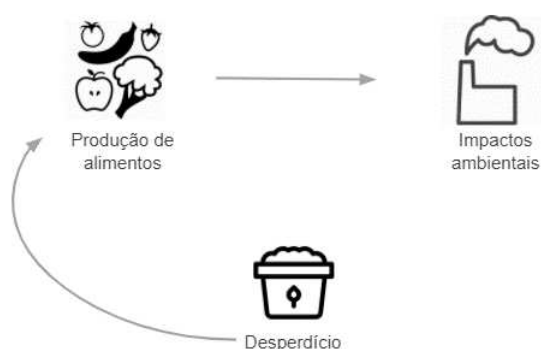 Produção de
alimentos
Impactos
ambientais
Desperdício